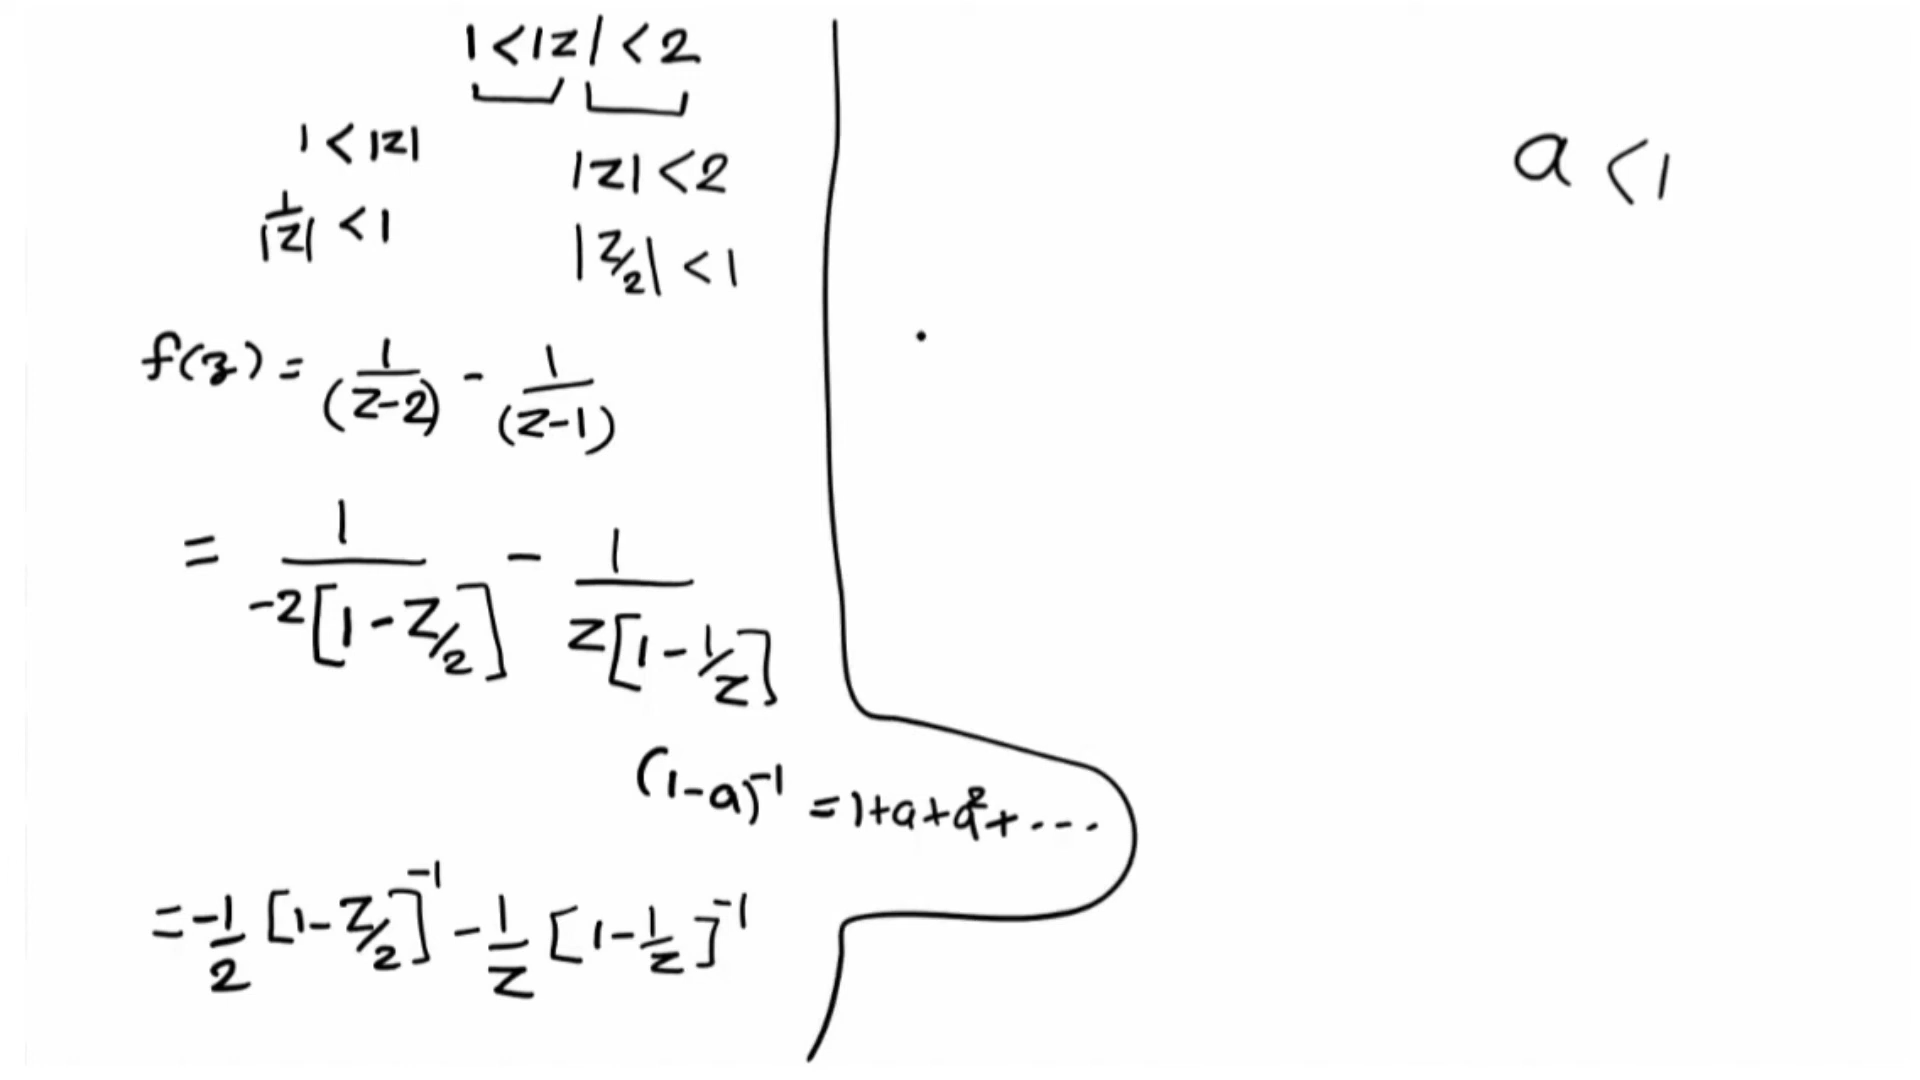 1 < |z| < 2
1 < |z|
|z| < 2
1/|z| < 1
|z/2| < 1
f(z) = 1/(z-2) - 1/(z-1)
= 1/-2[1 - z/2] - 1/z[1 - 1/z]
(1-a)^-1 = 1+a+a^2+....
= -1/2 [1 - z/2]^-1 - 1/z [1 - 1/z]^-1
a < 1